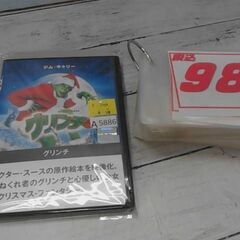 ジム・キャリー
グリンチ
A5886
グリンチ
クター・スースの原作絵本を映像化。
ねくれ者のグリンチと心優しい少女
クリスマス・ファンタジー
税込
98